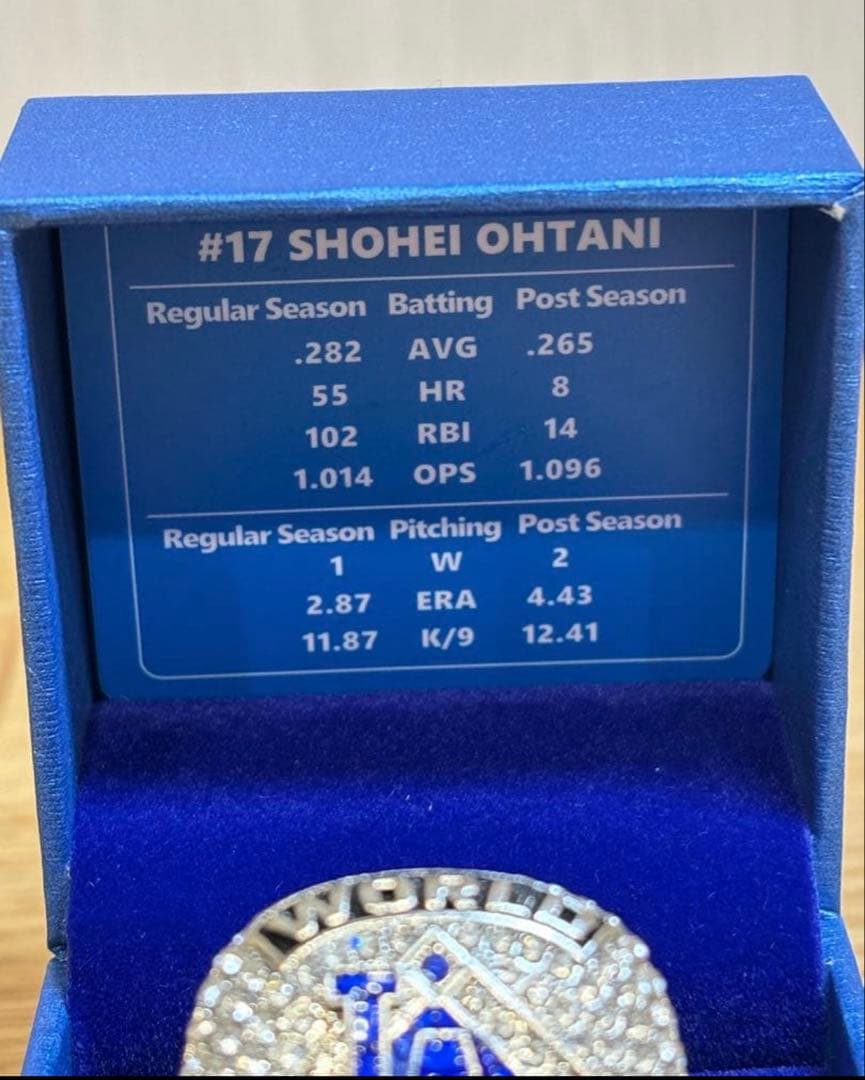 #17 SHOHEI OHTANI
Regular Season Batting Post Season
.282 AVG .265
55 HR 8
102 RBI 14
1.014 OPS 1.096
Regular Season Pitching Post Season
1 W 2
2.87 ERA 4.43
11.87 K/9 12.41
WORLD
LA